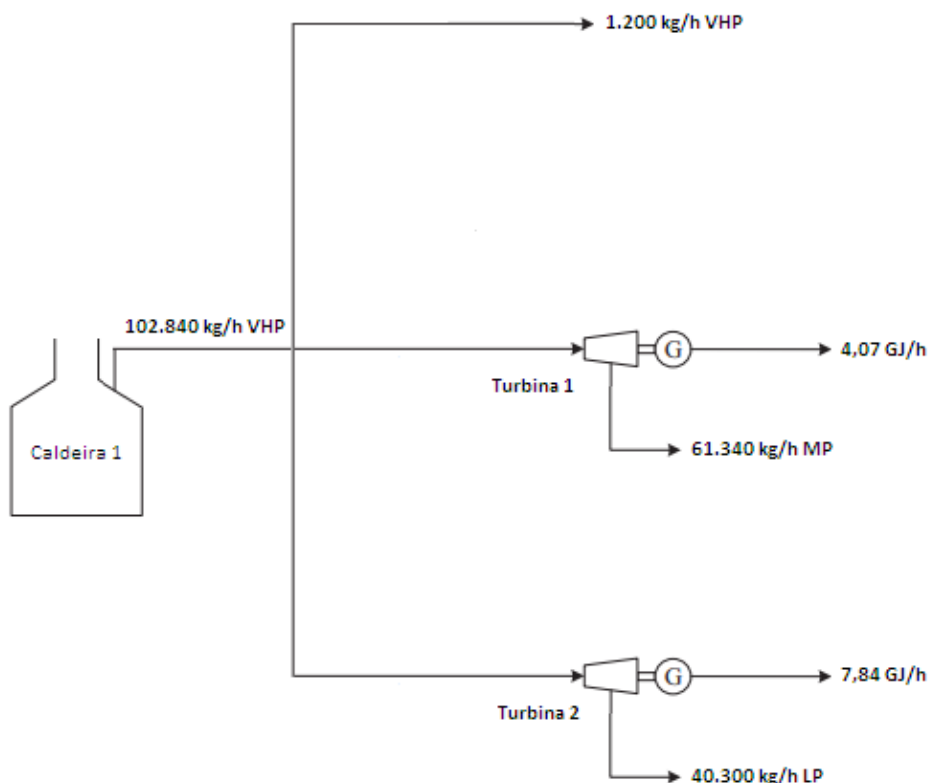 1.200 kg/h VHP
102.840 kg/h VHP
G
4,07 GJ/h
Turbina 1
Caldeira 1
61.340 kg/h MP
G
7,84 GJ/h
Turbina 2
40.300 kg/h LP